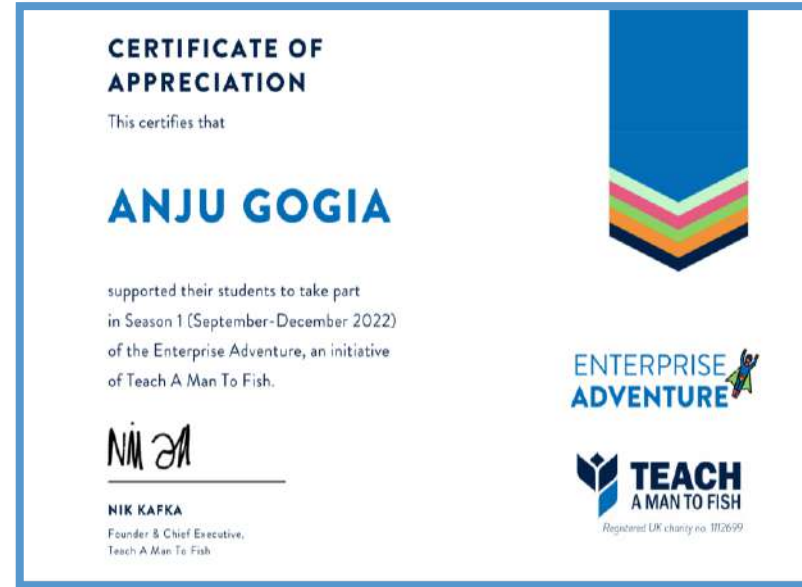 CERTIFICATE OF
APPRECIATION
This certifies that
ANJU GOGIA
supported their students to take part
in Season 1 (September-December 2022)
of the Enterprise Adventure, an initiative
of Teach A Man To Fish.
NIK KAFKA
Founder & Chief Executive,
Teach A Man To Fish
ENTERPRISE
ADVENTURE
TEACH
A MAN TO FISH
Registered UK charity no. 1112699